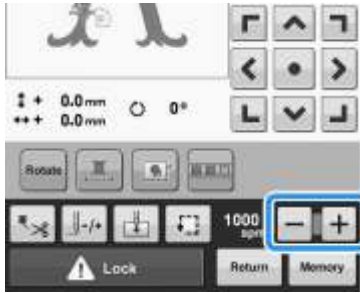 + 0.0 mm 0°
+ 0.0 mm
Rotate
-/+ 1000 spm - +
Lock Return Memory